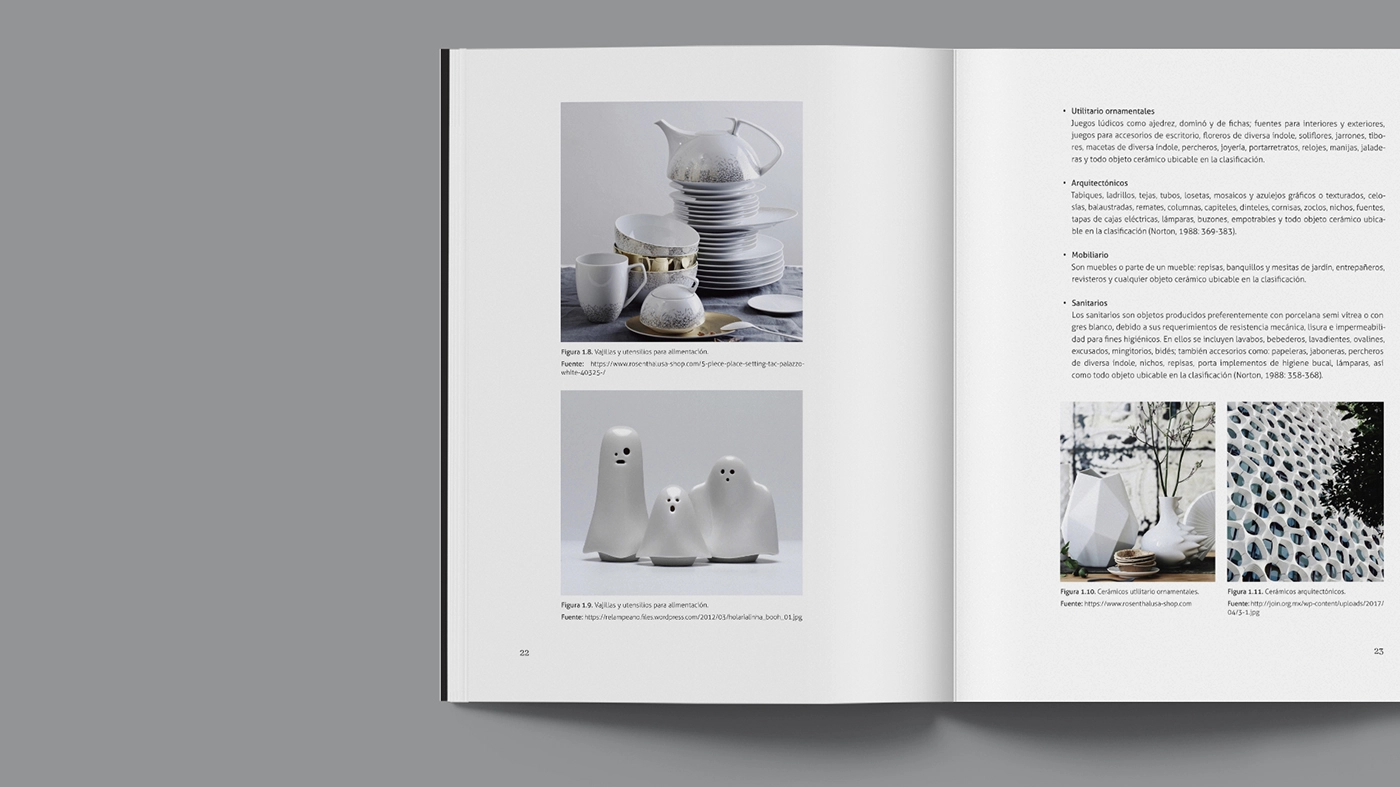 Figura 1.8. Vajillas y utensilios para alimentación.
Fuente: https://www.rosenthalusa-shop.com/5-piece-place-setting-tac-palazzo-
white-40325-/
Figura 1.9. Vajillas y utensilios para alimentación.
Fuente: https://relampeano.files.wordpress.com/2012/03/holarialinha_booh_01.jpg
22
• Utilitario ornamentales
Juegos lúdicos como ajedrez, dominó y de fichas; fuentes para interiores y exteriores,
juegos para accesorios de escritorio, floreros de diversa índole, soliflores, jarrones, tibo-
res, macetas de diversa índole, percheros, joyería, portarretratos, relojes, manijas, jalade-
ras y todo objeto cerámico ubicable en la clasificación.
• Arquitectónicos
Tabiques, ladrillos, tejas, tubos, losetas, mosaicos y azulejos gráficos o texturados, celo-
sías, balaustradas, remates, columnas, capiteles, dinteles, cornisas, zoclos, nichos, fuentes,
tapas de cajas eléctricas, lámparas, buzones, empotrables y todo objeto cerámico ubica-
ble en la clasificación (Norton, 1988: 369-383).
• Mobiliario
Son muebles o parte de un mueble: repisas, banquillos y mesitas de jardín, entrepaños,
revisteros y cualquier objeto cerámico ubicable en la clasificación.
• Sanitarios
Los sanitarios son objetos producidos preferentemente con porcelana semi vítrea o con
gres blanco, debido a sus requerimientos de resistencia mecánica, lisura e impermeabili-
dad para fines higiénicos. En ellos se incluyen lavabos, bebederos, lavadientes, ovalines,
excusados, mingitorios, bidés; también accesorios como: papeleras, jaboneras, percheros
de diversa índole, nichos, repisas, porta implementos de higiene bucal, lámparas, así
como todo objeto ubicable en la clasificación (Norton, 1988: 358-368).
Figura 1.10. Cerámicos utilitario ornamentales.
Fuente: https://www.rosenthalusa-shop.com
Figura 1.11. Cerámicos arquitectónicos.
Fuente: http://join.org.mx/wp-content/uploads/2017/
04/3-1.jpg
23